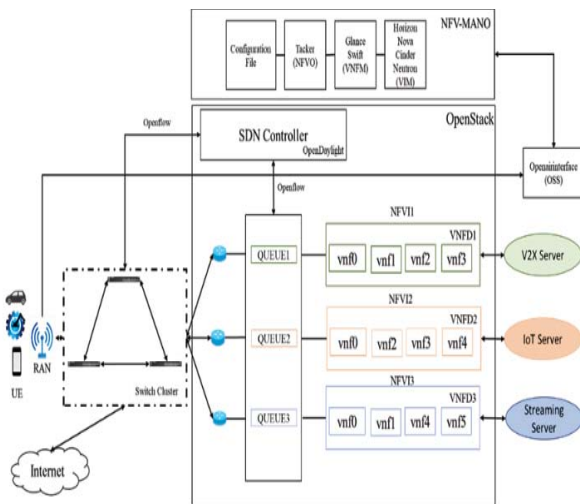 NFV-MANO
Configuration
File
Tacker
(NFVO)
Glance
Swift
(VNFM)
Horizon
Nova
Cinder
Neutron
(VIM)
OpenStack
Openflow
SDN Controller
OpenDaylight
Openairinterface
(OSS)
Openflow
NFVI1
VNFD1
QUEUE1
vnf0
vnf1
vnf2
vnf3
V2X Server
NFVI2
VNFD2
QUEUE2
vnf0
vnf2
vnf3
vnf4
IoT Server
NFVI3
VNFD3
QUEUE3
vnf0
vnf1
vnf4
vnf5
Streaming
Server
RAN
UE
Switch Cluster
Internet